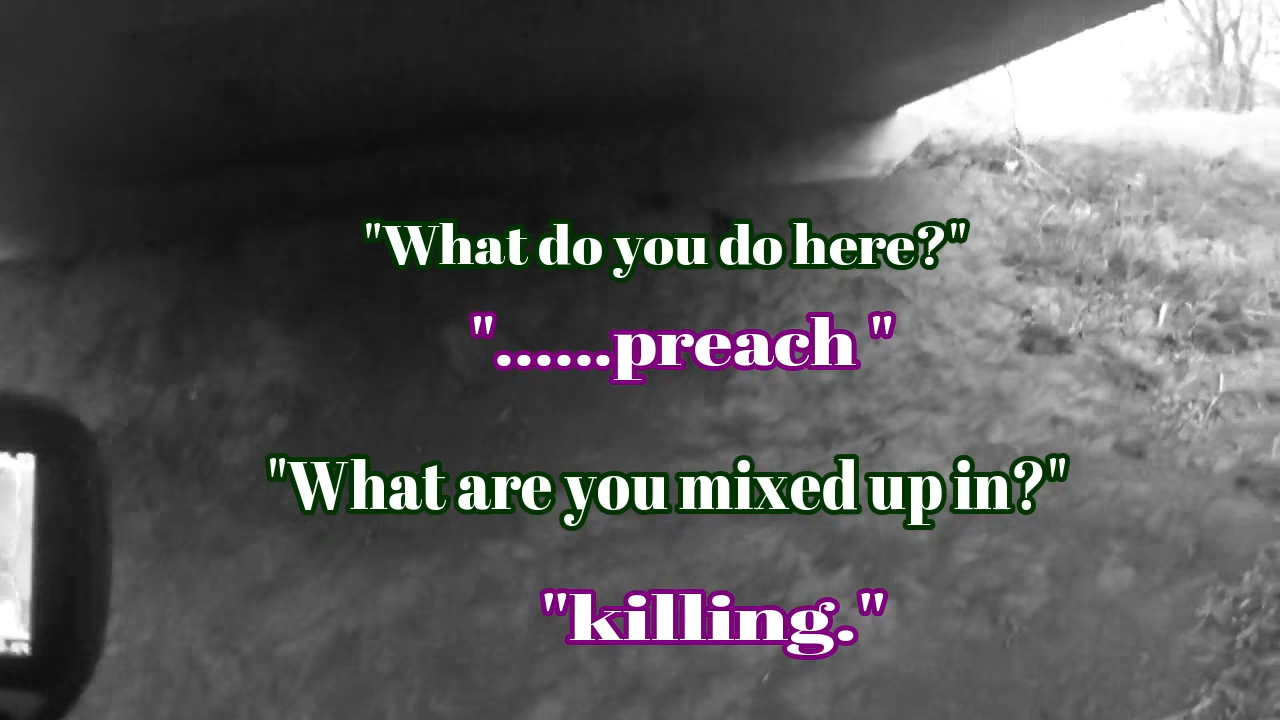 "What do you do here?"
"......preach "
"What are you mixed up in?"
"killing."